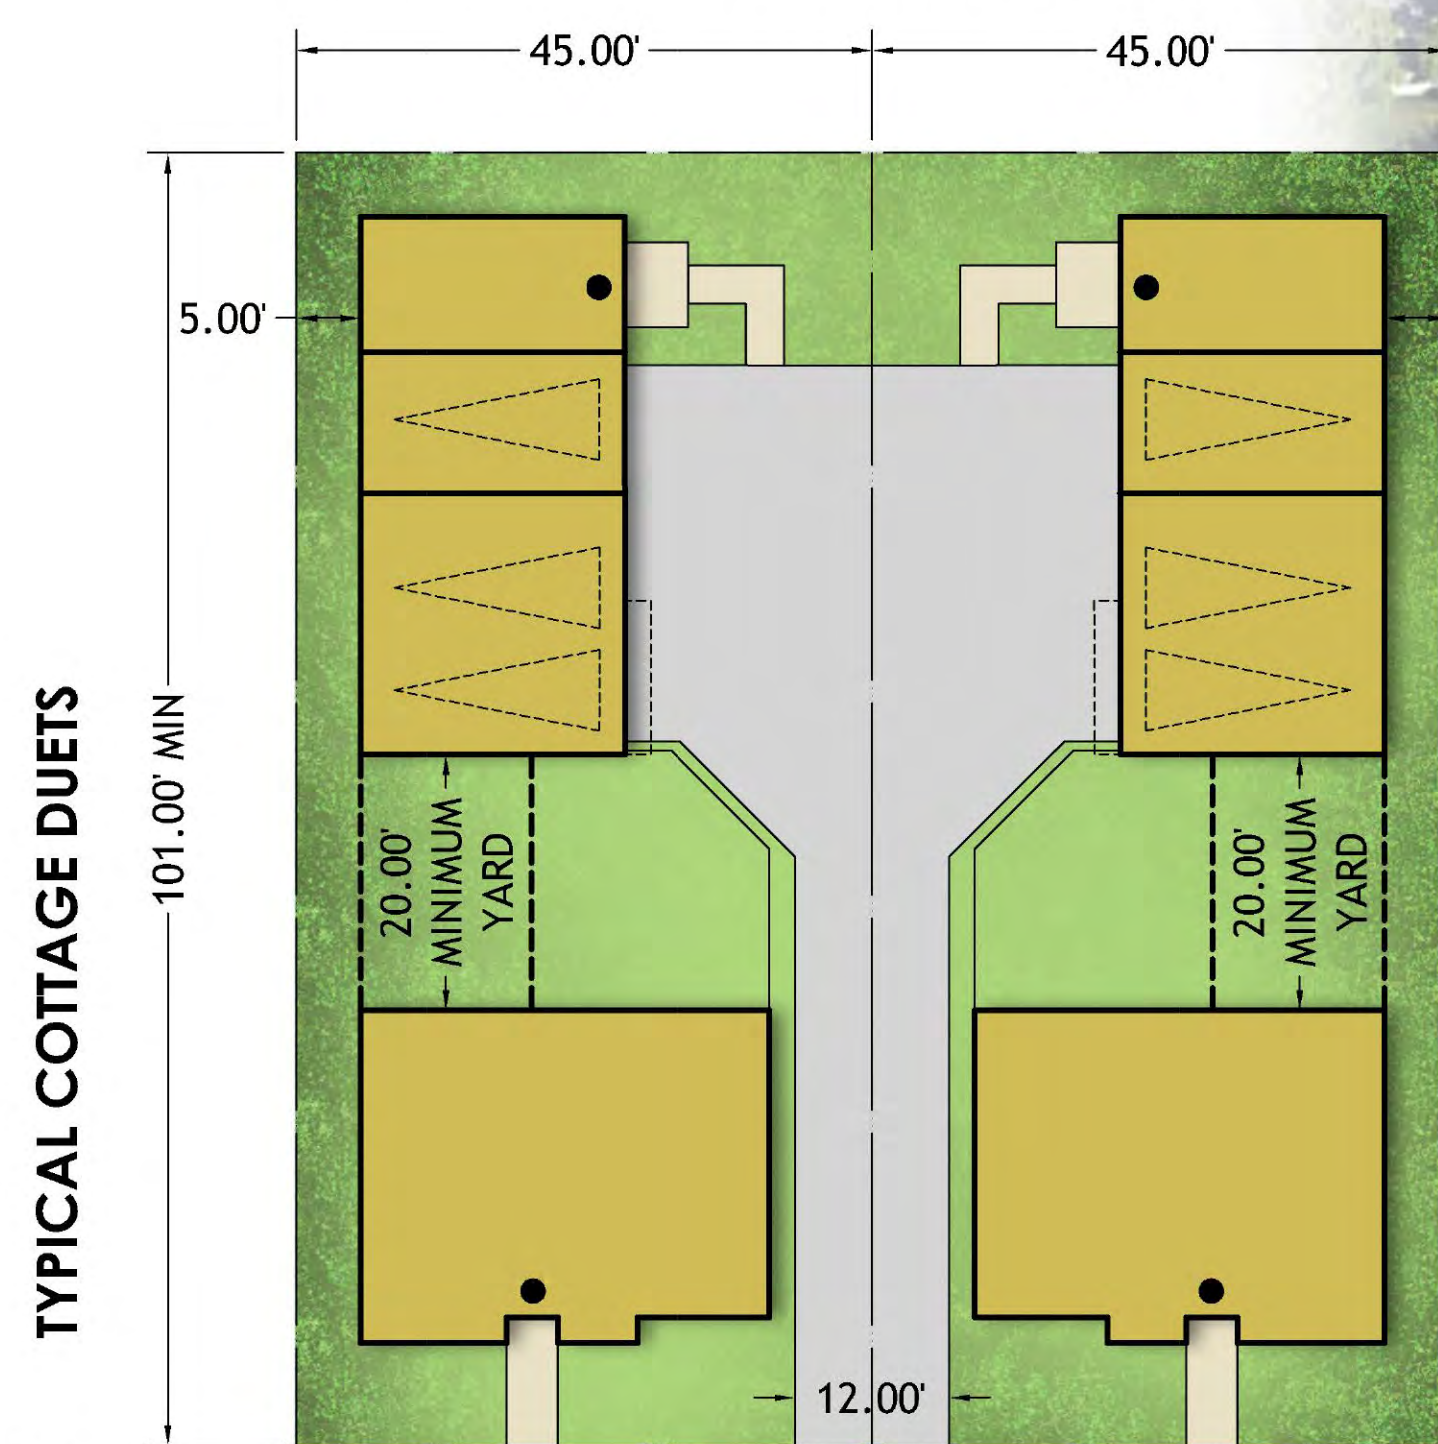 45.00'
45.00'
5.00'
TYPICAL COTTAGE DUETS
101.00' MIN
20.00'
MINIMUM
YARD
20.00'
MINIMUM
YARD
12.00'